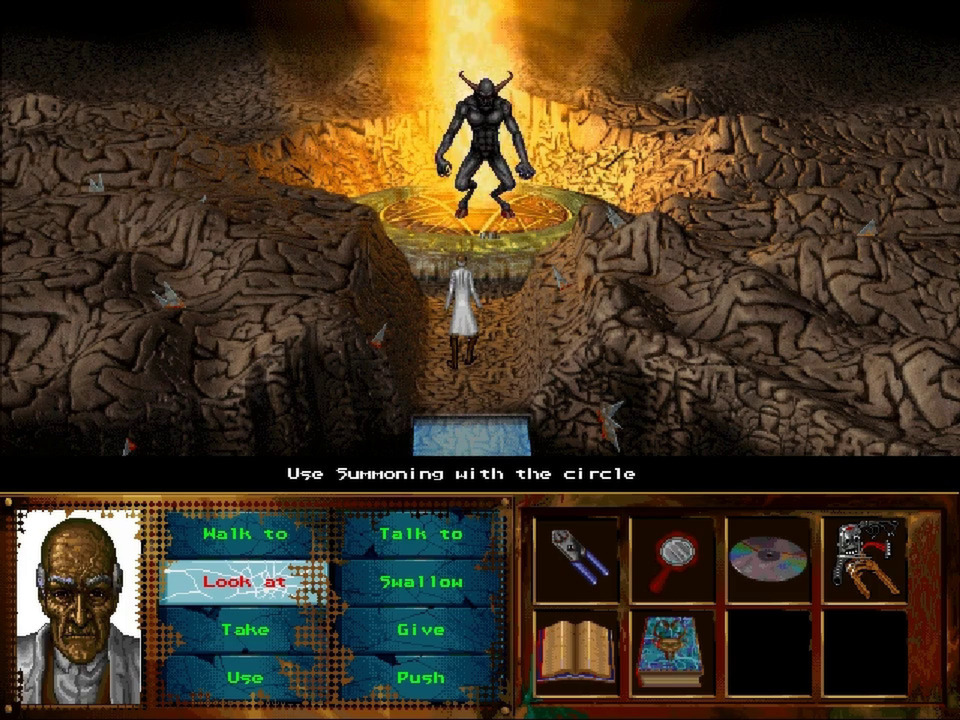 Use Summoning with the circle
Walk to
Talk to
Look at
Swallow
Take
Give
Use
Push